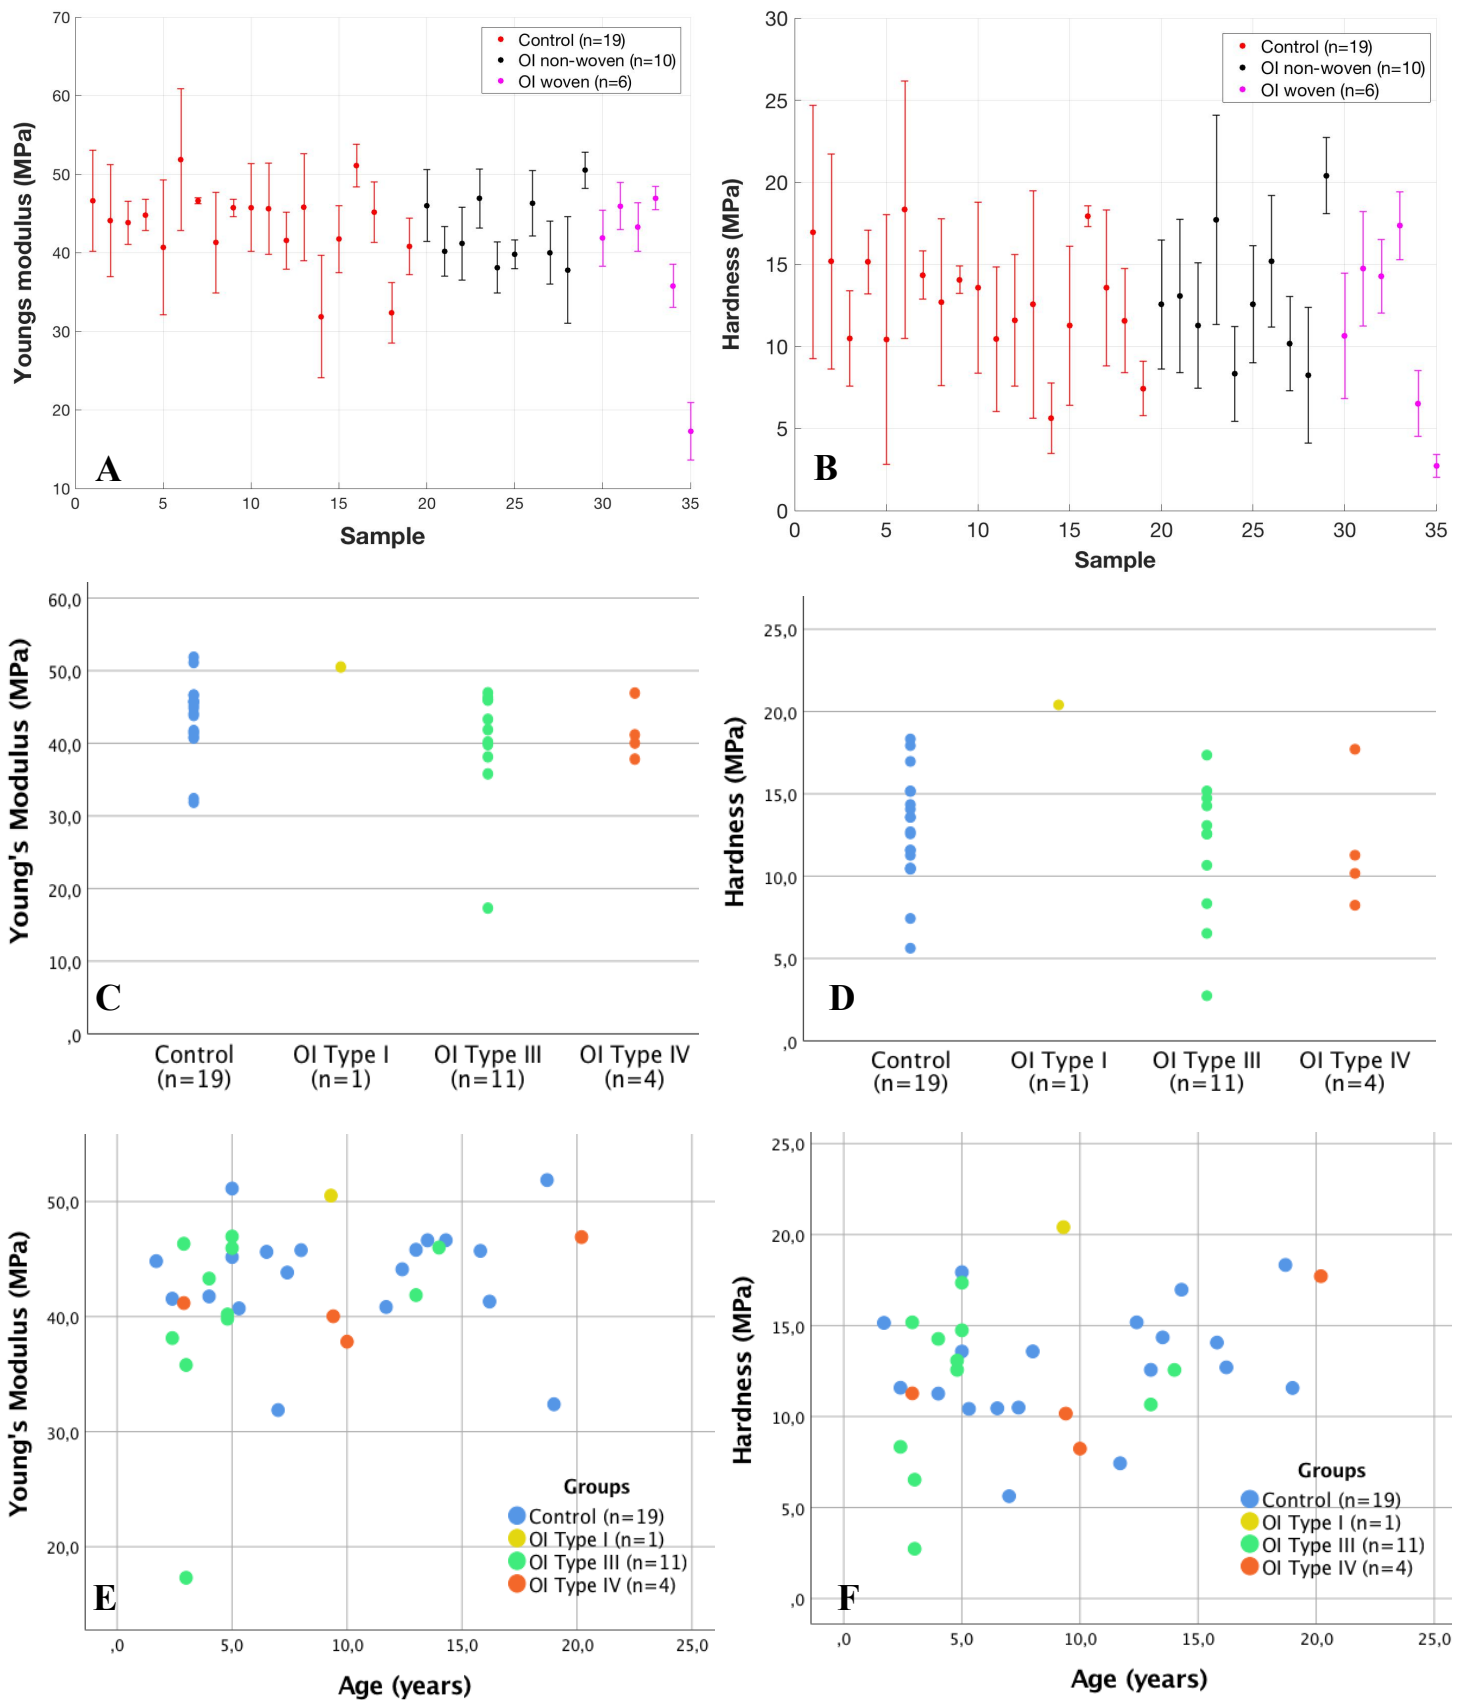 70
60
50
40
30
20
10
0
5
10
15
20
25
30
35
Youngs modulus (MPa)
Sample
Control (n=19)
OI non-woven (n=10)
OI woven (n=6)
A
30
25
20
15
10
5
0
0
5
10
15
20
25
30
35
Hardness (MPa)
Sample
Control (n=19)
OI non-woven (n=10)
OI woven (n=6)
B
60,0
50,0
40,0
30,0
20,0
10,0
,0
Young's Modulus (MPa)
C
Control
(n=19)
OI Type I
(n=1)
OI Type III
(n=11)
OI Type IV
(n=4)
25,0
20,0
15,0
10,0
5,0
,0
Hardness (MPa)
D
Control
(n=19)
OI Type I
(n=1)
OI Type III
(n=11)
OI Type IV
(n=4)
50,0
40,0
30,0
20,0
Young's Modulus (MPa)
Groups
Control (n=19)
OI Type I (n=1)
OI Type III (n=11)
OI Type IV (n=4)
E
,0
5,0
10,0
15,0
20,0
25,0
Age (years)
25,0
20,0
15,0
10,0
5,0
,0
Hardness (MPa)
Groups
Control (n=19)
OI Type I (n=1)
OI Type III (n=11)
OI Type IV (n=4)
F
,0
5,0
10,0
15,0
20,0
25,0
Age (years)